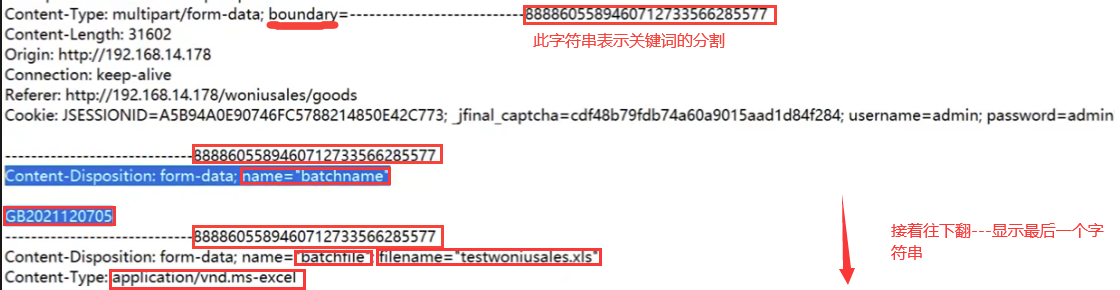 Content-Type: multipart/form-data; boundary=---------------------------88886055894607127335662​85577
Content-Length: 31602
此字符串表示关键词的分割
Origin: http://192.168.14.178
Connection: keep-alive
Referer: http://192.168.14.178/woniusales/goods
Cookie: JSESSIONID=A5B94A0E90746FC5788214850E42C773; _jfinal_captcha=cdf48b79fdb74a60a9015aad1d84f284; username=admin; password=admin
-----------------------------8888605589460712733566285577
Content-Disposition: form-data; name="batchname"
GB2021120705
-----------------------------8888605589460712733566285577
接着往下翻---显示最后一个字
符串
Content-Disposition: form-data; name="batchfile"; filename="testwoniusales.xls"
Content-Type: application/vnd.ms-excel